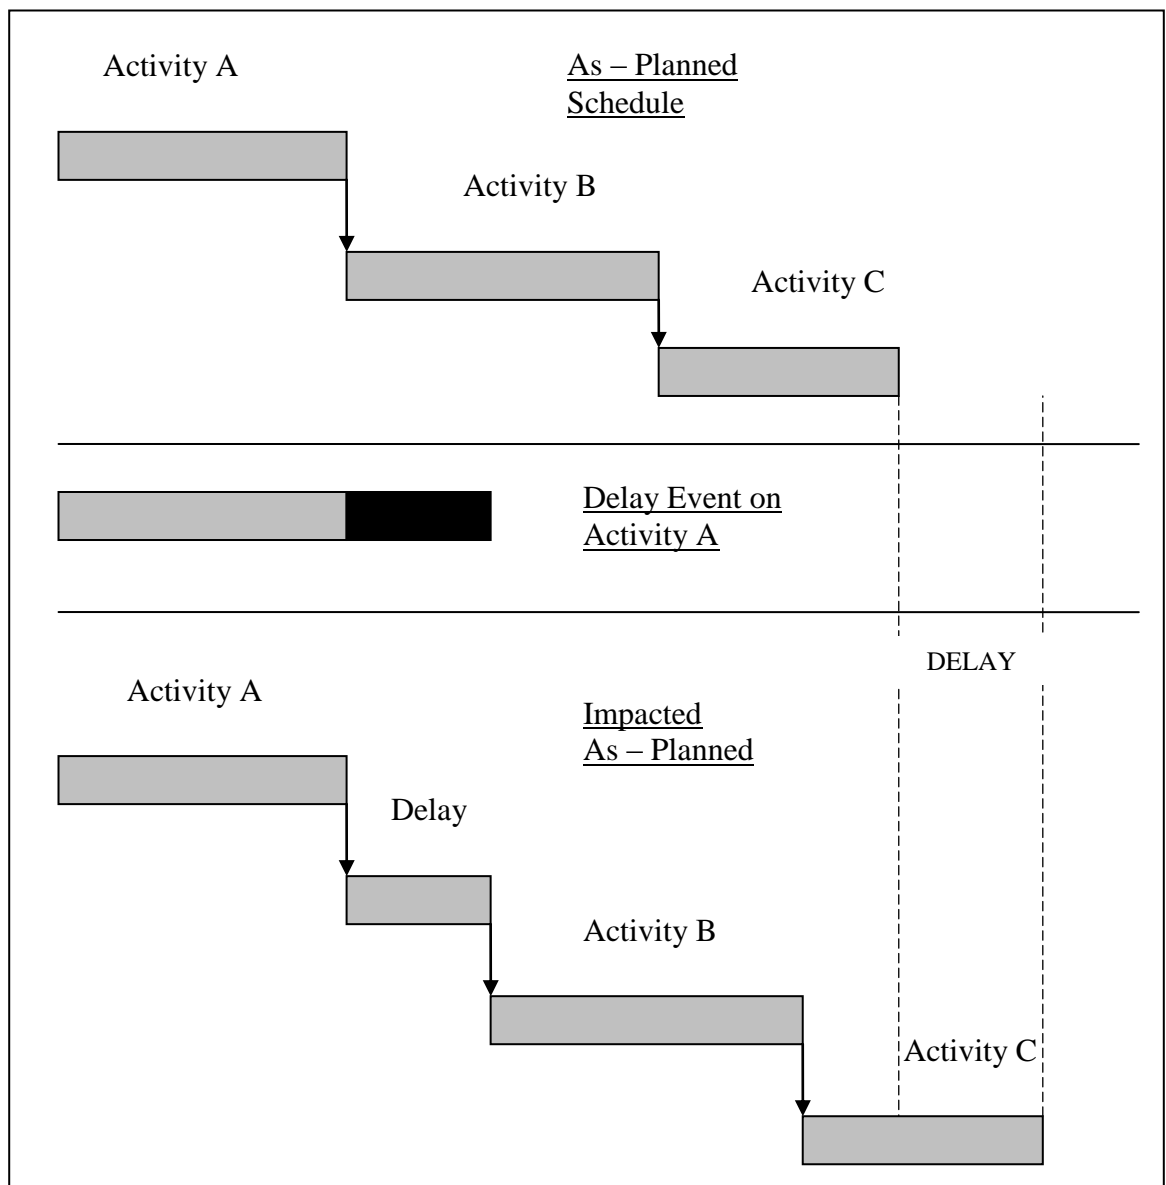 Activity A
As – Planned
Schedule
Activity B
Activity C
Delay Event on
Activity A
DELAY
Activity A
Impacted
As – Planned
Delay
Activity B
Activity C